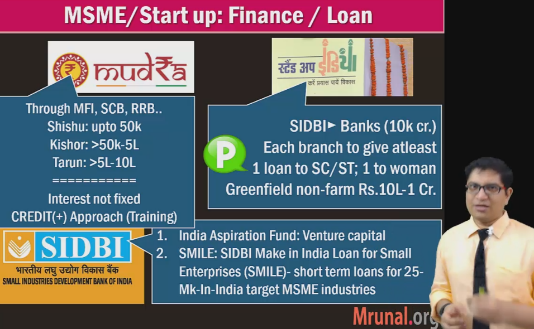 MSME/Start up: Finance / Loan
mudra
स्टैंड अप इंडिया
Through MFI, SCB, RRB..
Shishu: upto 50k
Kishor: >50k-5L
Tarun: >5L-10L
===========
Interest not fixed
CREDIT(+) Approach (Training)
P
SIDBI► Banks (10k cr.)
Each branch to give atleast
1 loan to SC/ST; 1 to woman
Greenfield non-farm Rs.10L-1 Cr.
SIDBI
भारतीय लघु उद्योग विकास बैंक
SMALL INDUSTRIES DEVELOPMENT BANK OF INDIA
1. India Aspiration Fund: Venture capital
2. SMILE: SIDBI Make in India Loan for Small
Enterprises (SMILE)- short term loans for 25-
Mk-In-India target MSME industries
Mrunal.org